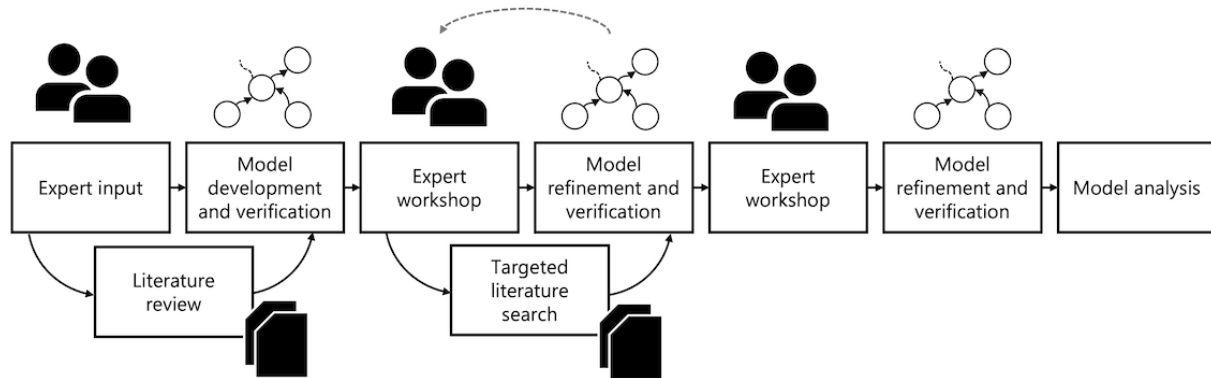 Expert input
Model
development
and verification
Expert
workshop
Model
refinement and
verification
Expert
workshop
Model
refinement and
verification
Model analysis
Literature
review
Targeted
literature
search